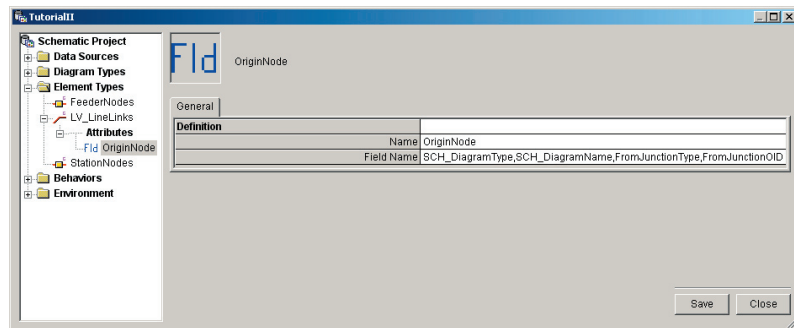 TutorialII
Schematic Project
Data Sources
Diagram Types
Element Types
FeederNodes
LV_LineLinks
Attributes
Fld OriginNode
StationNodes
Behaviors
Environment
Fld
OriginNode
General
Definition
Name OriginNode
Field Name SCH_DiagramType,SCH_DiagramName,FromJunctionType,FromJunctionOID
Save Close